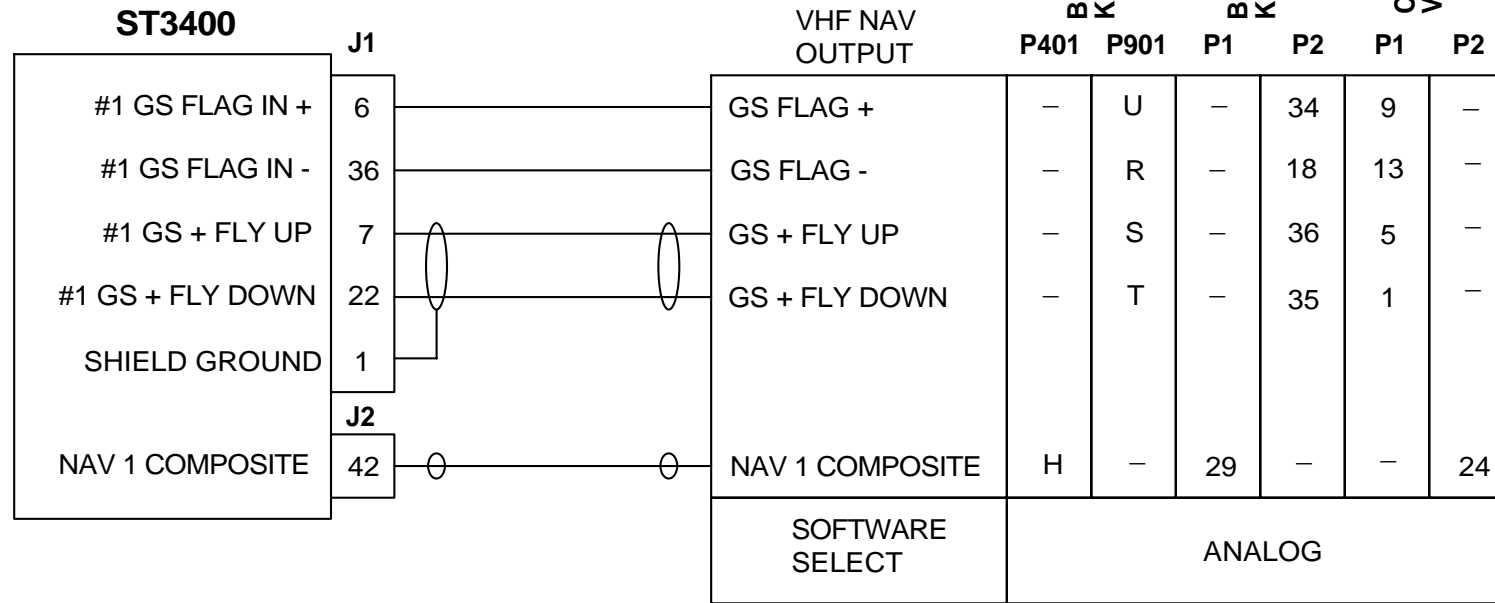 ST3400
J1
VHF NAV
OUTPUT
P401 P901 P1 P2 P1 P2
#1 GS FLAG IN + 6 GS FLAG + – U – 34 9 –
#1 GS FLAG IN - 36 GS FLAG - – R – 18 13 –
#1 GS + FLY UP 7 GS + FLY UP – S – 36 5 –
#1 GS + FLY DOWN 22 GS + FLY DOWN – T – 35 1 –
SHIELD GROUND 1
J2
NAV 1 COMPOSITE 42 NAV 1 COMPOSITE H – 29 – – 24
SOFTWARE
SELECT
ANALOG